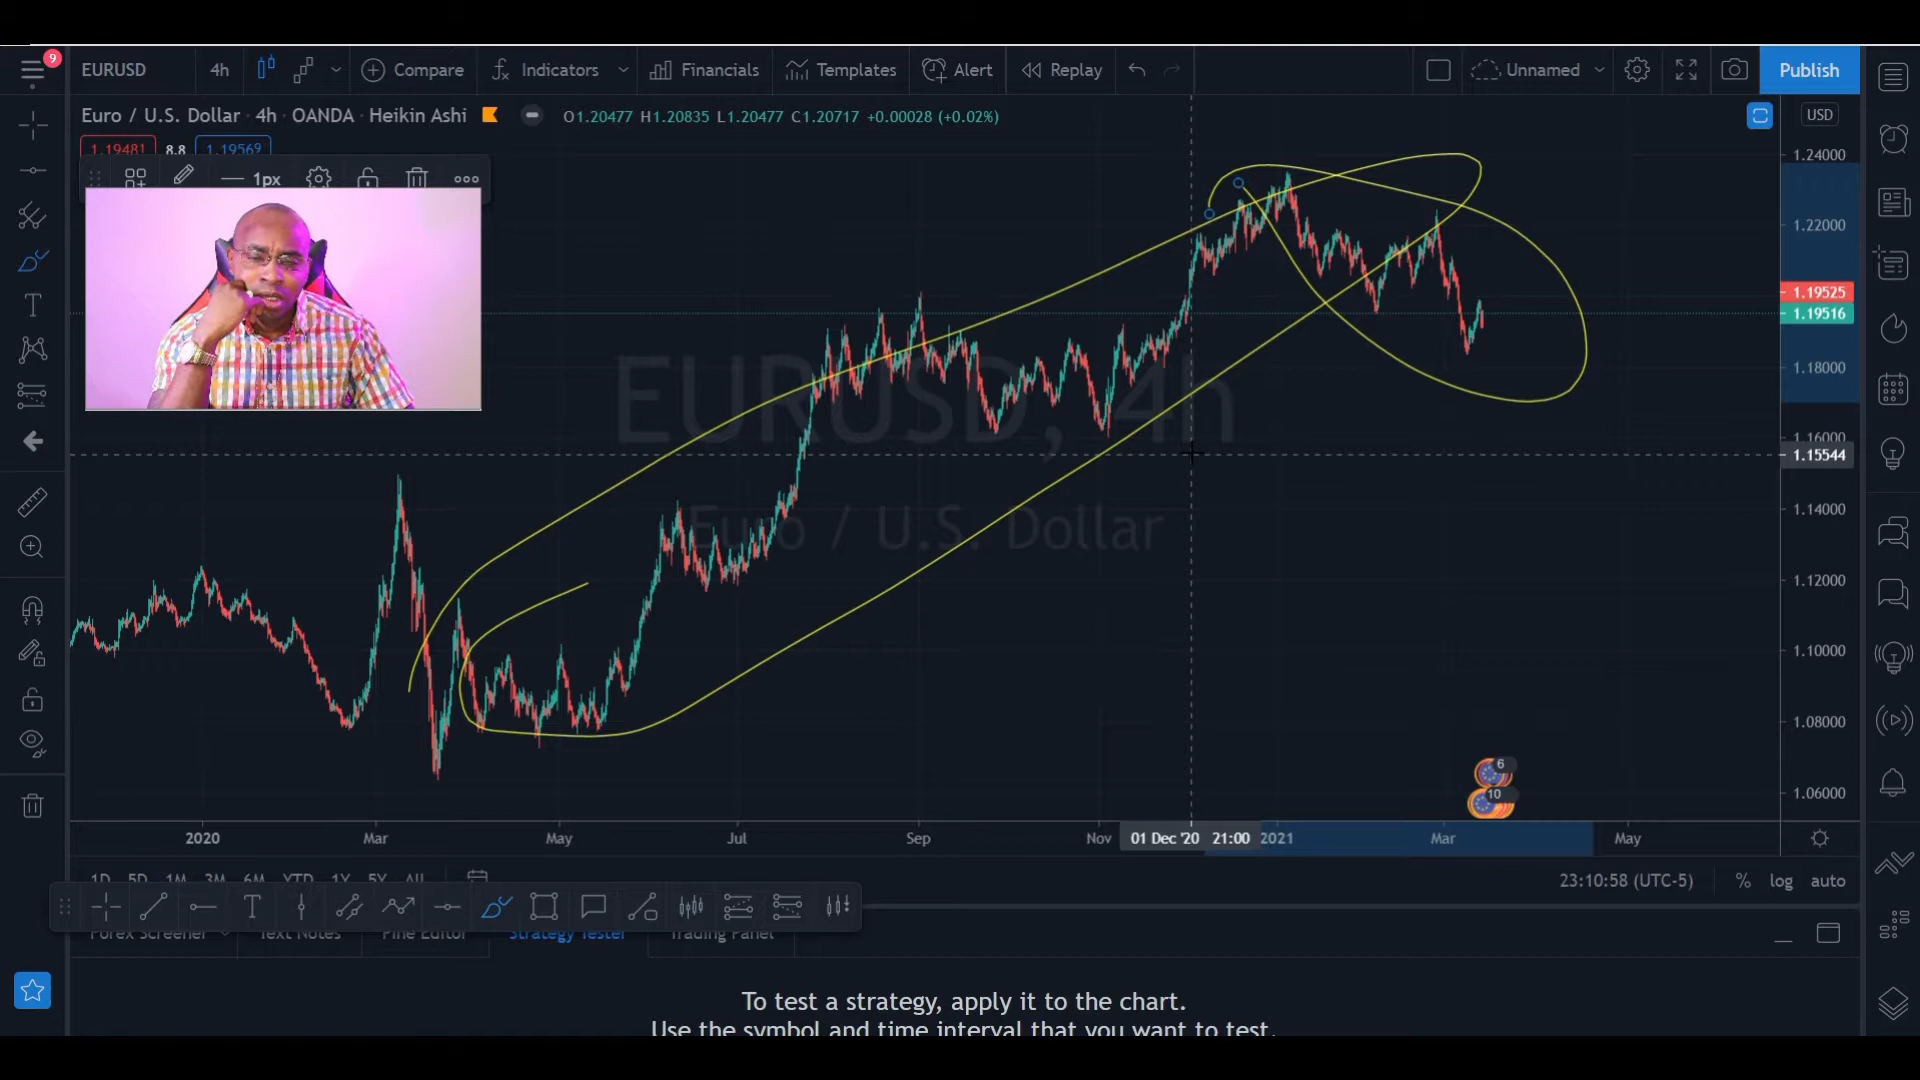 9
EURUSD 4h Compare Indicators Financials Templates Alert Replay Unnamed Publish
Euro / U.S. Dollar · 4h · OANDA · Heikin Ashi O1.20477 H1.20835 L1.20477 C1.20717 +0.00028 (+0.02%) USD
1.19481 8.8 1.19569
1px
1.24000
1.22000
1.19525
1.19516
1.18000
1.16000
1.15544
1.14000
1.12000
1.10000
1.08000
1.06000
EURUSD, 4h
Euro / U.S. Dollar
6
10
2020 Mar May Jul Sep Nov 01 Dec '20 21:00 2021 Mar May
1D 5D 1M 3M 6M YTD 1Y 5Y All 23:10:58 (UTC-5) % log auto
Forex Screener Text Notes Pine Editor Strategy Tester Trading Panel
To test a strategy, apply it to the chart.
Use the symbol and time interval that you want to test.